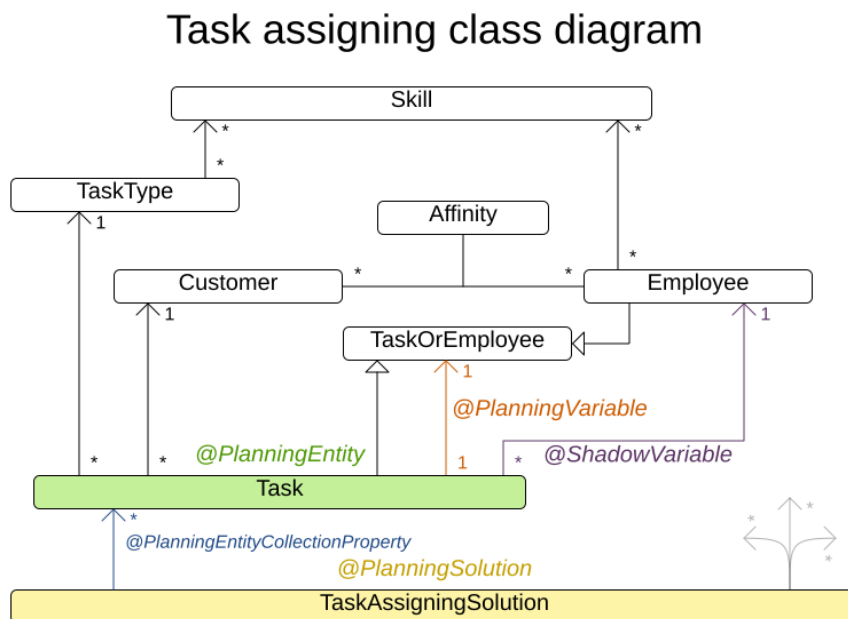 Task assigning class diagram
Skill
*
*
*
TaskType
1
Affinity
*
Customer
*
*
Employee
1
1
TaskOrEmployee
1
@PlanningVariable
@PlanningEntity
@ShadowVariable
*
*
1
*
Task
*
@PlanningEntityCollectionProperty
*
*
*
@PlanningSolution
TaskAssigningSolution